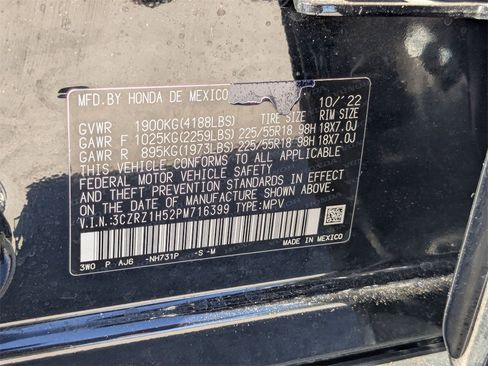 MFD.BY HONDA DE MEXICO 10/'22
GVWR 1900KG(4188LBS) TIRE SIZE RIM SIZE
GAWR F 1025KG(2259LBS) 225/55R18 98H 18X7.0J
GAWR R 895KG(1973LBS) 225/55R18 98H 18X7.0J
THIS VEHICLE CONFORMS TO ALL APPLICABLE
FEDERAL MOTOR VEHICLE SAFETY
AND THEFT PREVENTION STANDARDS IN EFFECT
ON THE DATE OF MANUFACTURE SHOWN ABOVE.
V.I.N.:3CZRZ1H52PM716399 TYPE:MPV
3W0 P AJ6 -NH731P -S-M MADE IN MEXICO